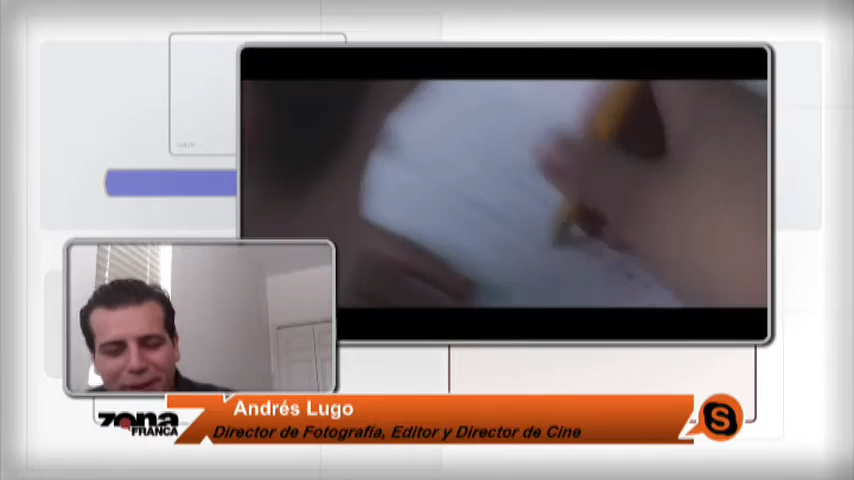 Andrés Lugo
zona
FRANCA
Director de Fotografía, Editor y Director de Cine
S